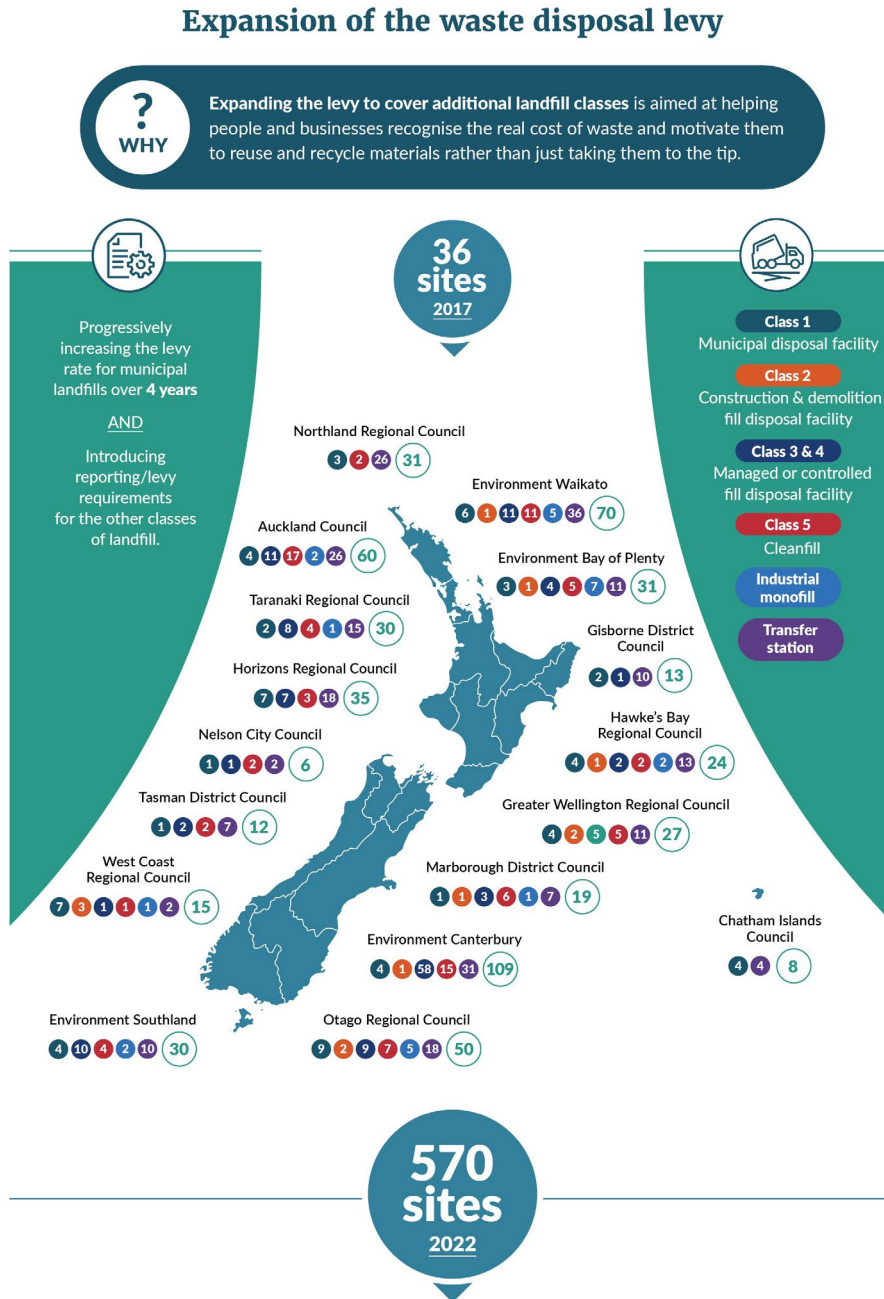 Expansion of the waste disposal levy
?
WHY
Expanding the levy to cover additional landfill classes is aimed at helping
people and businesses recognise the real cost of waste and motivate them
to reuse and recycle materials rather than just taking them to the tip.
36
sites
2017
Progressively
increasing the levy
rate for municipal
landfills over 4 years
AND
Introducing
reporting/levy
requirements
for the other classes
of landfill.
Class 1
Municipal disposal facility
Class 2
Construction & demolition
fill disposal facility
Class 3 & 4
Managed or controlled
fill disposal facility
Class 5
Cleanfill
Industrial
monofill
Transfer
station
Northland Regional Council
3 2 26 31
Environment Waikato
6 1 11 11 5 36 70
Auckland Council
4 11 17 2 26 60
Environment Bay of Plenty
3 1 4 5 7 11 31
Taranaki Regional Council
2 8 4 1 15 30
Gisborne District
Council
2 1 10 13
Horizons Regional Council
7 7 3 18 35
Hawke's Bay
Regional Council
4 1 2 2 2 13 24
Nelson City Council
1 1 2 2 6
Tasman District Council
1 2 2 7 12
Greater Wellington Regional Council
4 2 5 5 11 27
West Coast
Regional Council
7 3 1 1 1 2 15
Marborough District Council
1 1 3 6 1 7 19
Chatham Islands
Council
4 4 8
Environment Canterbury
4 1 58 15 31 109
Environment Southland
4 10 4 2 10 30
Otago Regional Council
9 2 9 7 5 18 50
570
sites
2022